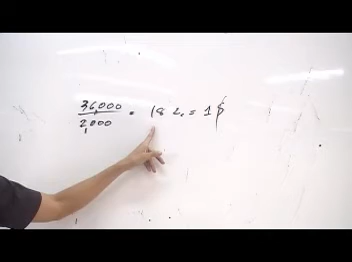 36,000
2,000
= 18 L = 1 $